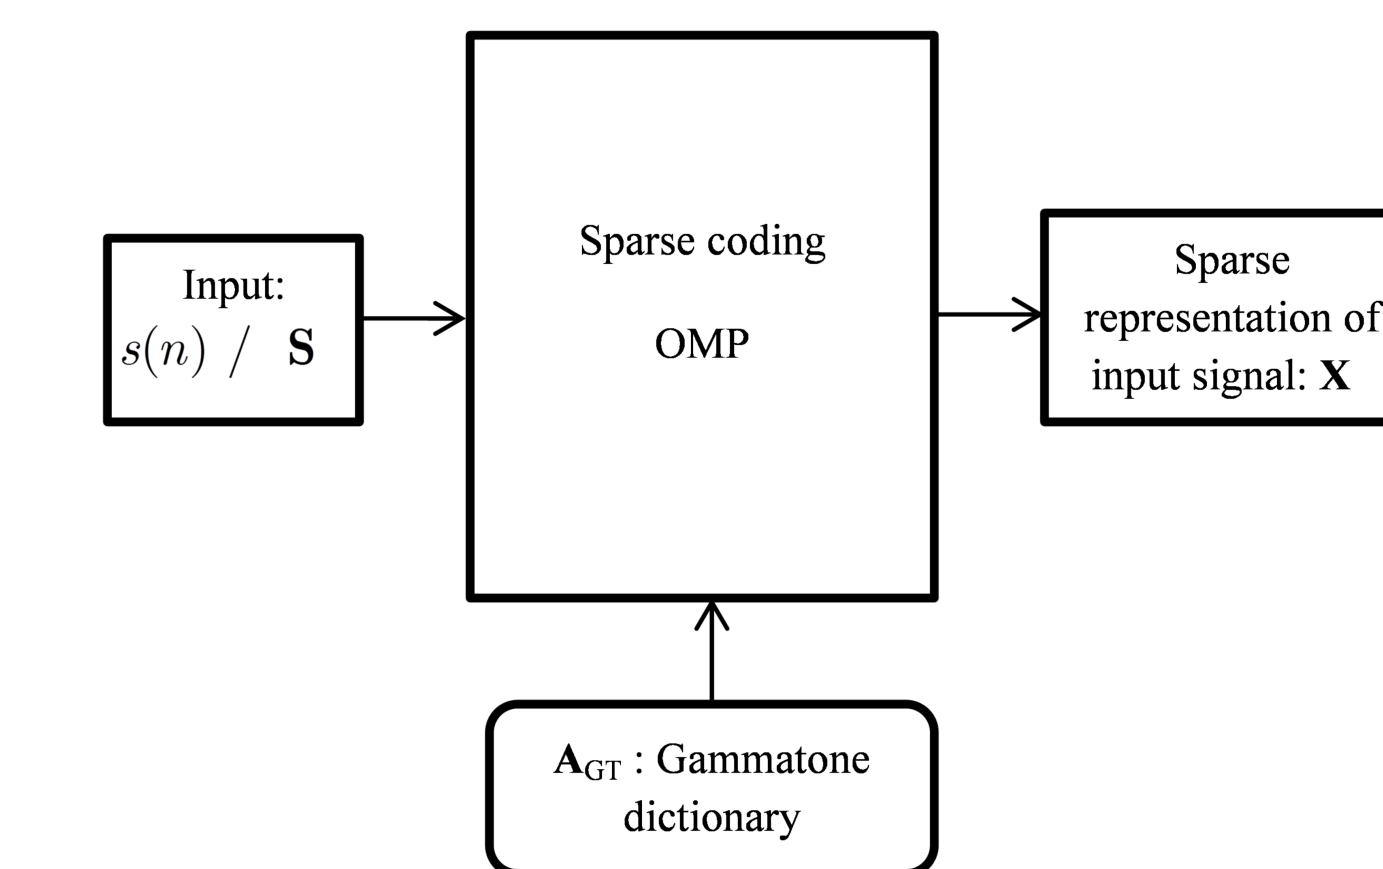 Input:
s(n) / S
Sparse coding
OMP
Sparse
representation of
input signal: X
A_GT : Gammatone
dictionary